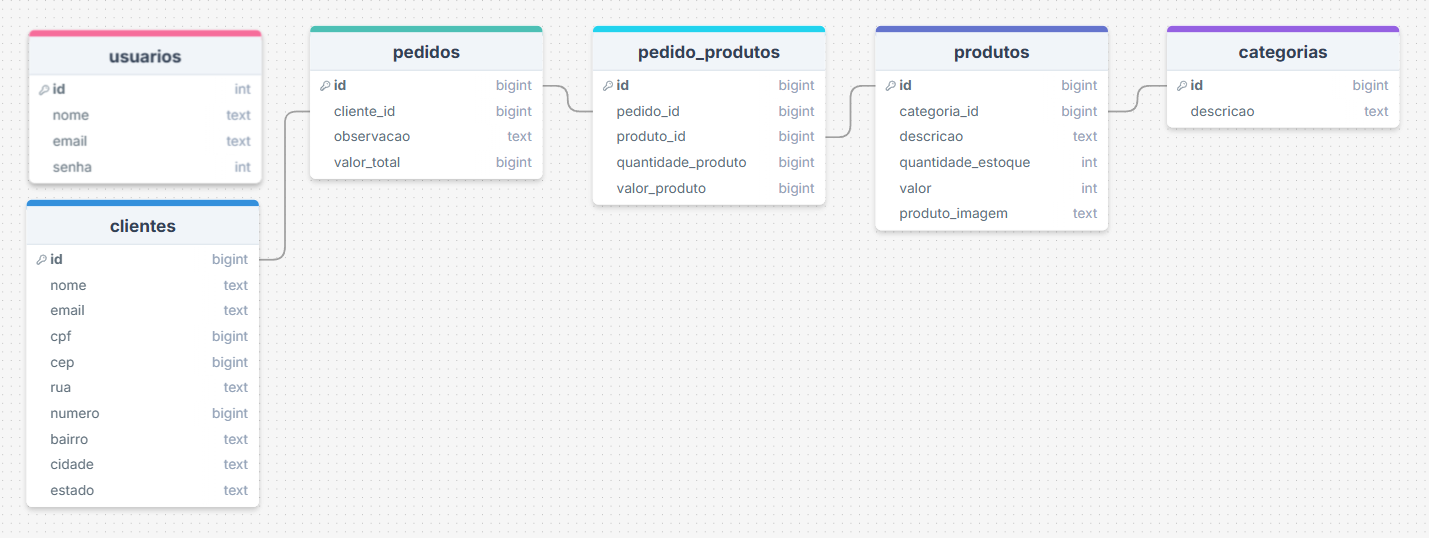 usuarios
id int
nome text
email text
senha int
clientes
id bigint
nome text
email text
cpf bigint
cep bigint
rua text
numero bigint
bairro text
cidade text
estado text
pedidos
id bigint
cliente_id bigint
observacao text
valor_total bigint
pedido_produtos
id bigint
pedido_id bigint
produto_id bigint
quantidade_produto bigint
valor_produto bigint
produtos
id bigint
categoria_id bigint
descricao text
quantidade_estoque int
valor int
produto_imagem text
categorias
id bigint
descricao text